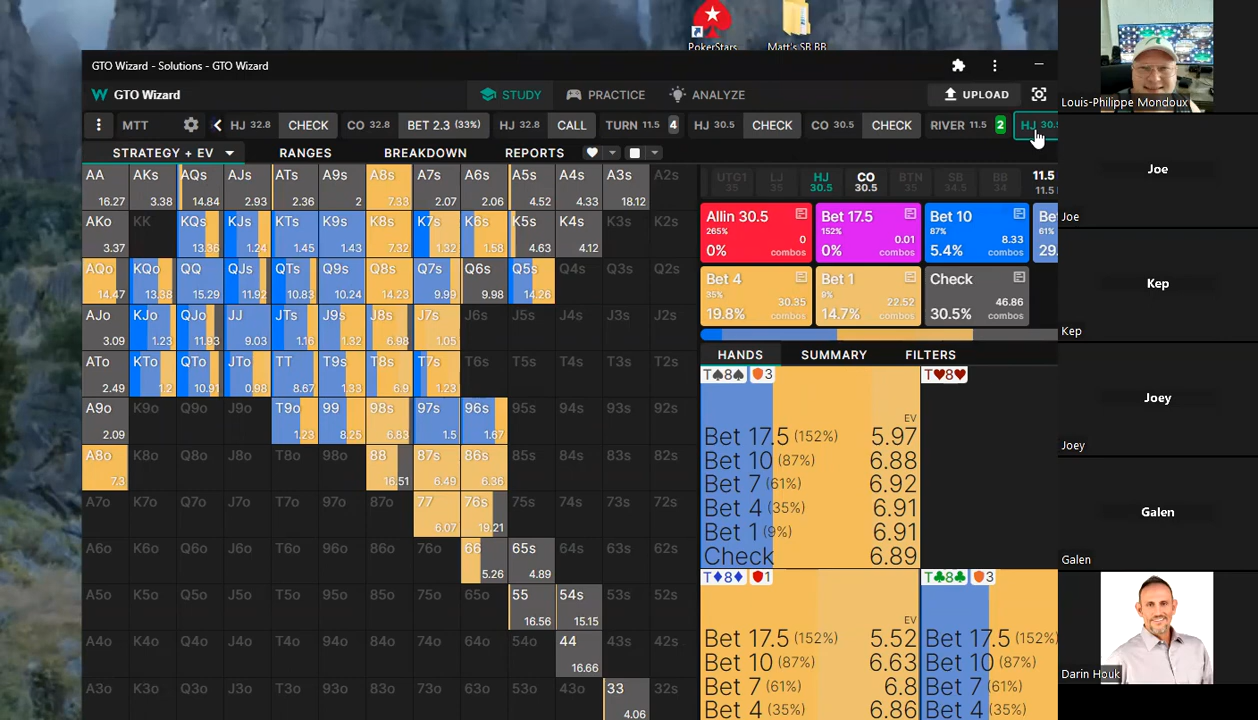 PokerStars
Matt's SB BB
GTO Wizard - Solutions - GTO Wizard
W GTO Wizard
STUDY
PRACTICE
ANALYZE
UPLOAD
MTT
HJ 32.8 CHECK CO 32.8 BET 2.3 (33%) HJ 32.8 CALL TURN 11.5 4 HJ 30.5 CHECK CO 30.5 CHECK RIVER 11.5 2 HJ 30.5
STRATEGY + EV
RANGES
BREAKDOWN
REPORTS
AA 16.27 AKs 3.38 AQs 14.84 AJs 2.93 ATs 2.36 A9s 2 A8s 7.33 A7s 2.07 A6s 2.06 A5s 4.52 A4s 4.33 A3s 18.12 A2s
AKo 3.37 KK KQs 13.36 KJs 1.24 KTs 1.45 K9s 1.43 K8s 7.32 K7s 1.32 K6s 1.58 K5s 4.63 K4s 4.12 K3s K2s
AQo 14.47 KQo 13.38 QQ 15.29 QJs 11.92 QTs 10.83 Q9s 10.24 Q8s 14.23 Q7s 9.99 Q6s 9.98 Q5s 14.26 Q4s Q3s Q2s
AJo 3.09 KJo 1.23 QJo 11.93 JJ 9.03 JTs 1.16 J9s 1.32 J8s 6.98 J7s 1.05 J6s J5s J4s J3s J2s
ATo 2.49 KTo 1.2 QTo 10.91 JTo 0.98 TT 8.67 T9s 1.33 T8s 6.9 T7s 1.23 T6s T5s T4s T3s T2s
A9o 2.09 K9o Q9o J9o T9o 1.23 99 8.25 98s 6.83 97s 1.5 96s 1.67 95s 94s 93s 92s
A8o 7.3 K8o Q8o J8o T8o 98o 88 16.51 87s 6.49 86s 6.36 85s 84s 83s 82s
A7o K7o Q7o J7o T7o 97o 87o 77 6.07 76s 19.21 75s 74s 73s 72s
A6o K6o Q6o J6o T6o 96o 86o 76o 66 5.26 65s 4.89 64s 63s 62s
A5o K5o Q5o J5o T5o 95o 85o 75o 65o 55 16.56 54s 15.15 53s 52s
A4o K4o Q4o J4o T4o 94o 84o 74o 64o 54o 44 16.66 43s 42s
A3o K3o Q3o J3o T3o 93o 83o 73o 63o 53o 43o 33 4.06 32s
UTG1 35 LJ 35 HJ 30.5 CO 30.5 BTN 35 SB 34.5 BB 34 11.5 11.5
Allin 30.5
265%
0
0% combos
Bet 17.5
152%
0.01
0% combos
Bet 10
87%
8.33
5.4% combos
Be
61%
29.
Bet 4
35%
30.35
19.8% combos
Bet 1
9%
22.52
14.7% combos
Check
46.86
30.5% combos
HANDS
SUMMARY
FILTERS
T♠8♠ 3
EV
Bet 17.5 (152%) 5.97
Bet 10 (87%) 6.88
Bet 7 (61%) 6.92
Bet 4 (35%) 6.91
Bet 1 (9%) 6.91
Check 6.89
T♥8♥
T♦8♦ 1
EV
Bet 17.5 (152%) 5.52
Bet 10 (87%) 6.63
Bet 7 (61%) 6.8
Bet 4 (35%) 6.86
T♣8♣ 3
Bet 17.5 (152%)
Bet 10 (87%)
Bet 7 (61%)
Bet 4 (35%)
Louis-Philippe Mondoux
Joe
Joe
Kep
Kep
Joey
Joey
Galen
Galen
Darin Houk